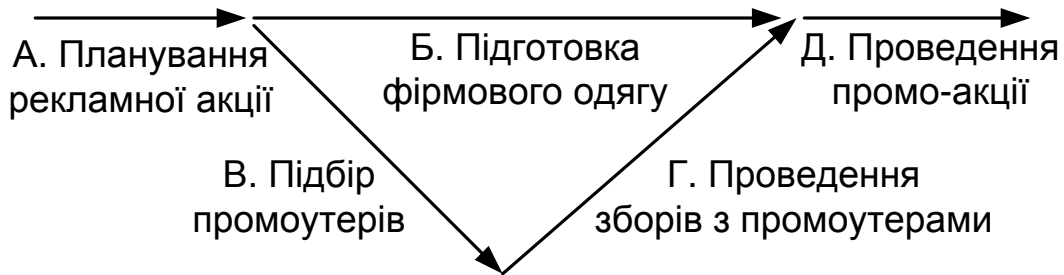 А. Планування
рекламної акції
Б. Підготовка
фірмового одягу
Д. Проведення
промо-акції
В. Підбір
промоутерів
Г. Проведення
зборів з промоутерами